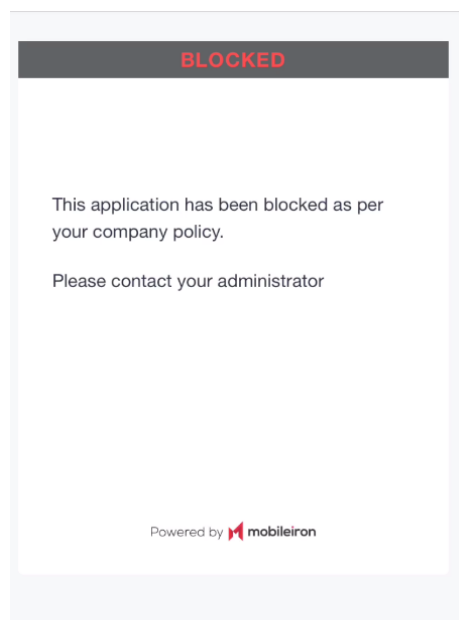 BLOCKED
This application has been blocked as per
your company policy.
Please contact your administrator
Powered by mobileiron